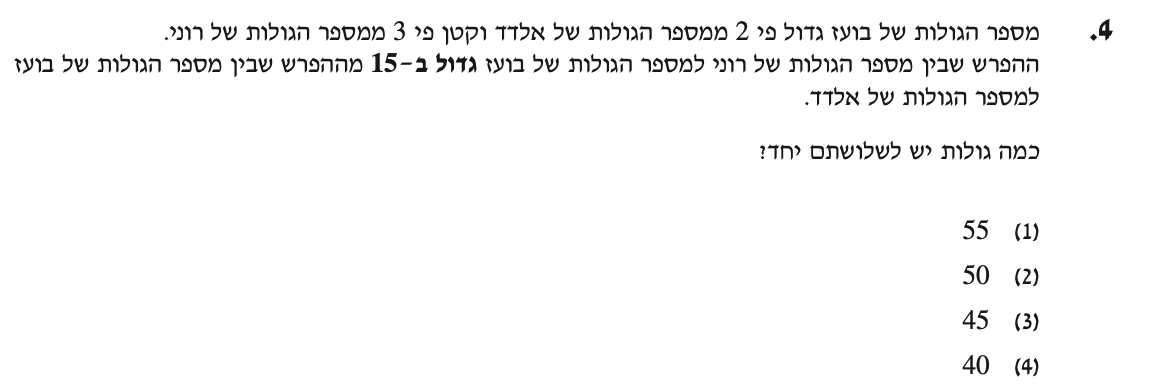 4. מספר הגולות של בועז גדול פי 2 ממספר הגולות של אלדד וקטן פי 3 ממספר הגולות של רוני.
ההפרש שבין מספר הגולות של רוני למספר הגולות של בועז גדול ב-15 מההפרש שבין מספר הגולות של בועז
למספר הגולות של אלדד.
כמה גולות יש לשלושתם יחד?
(1) 55
(2) 50
(3) 45
(4) 40